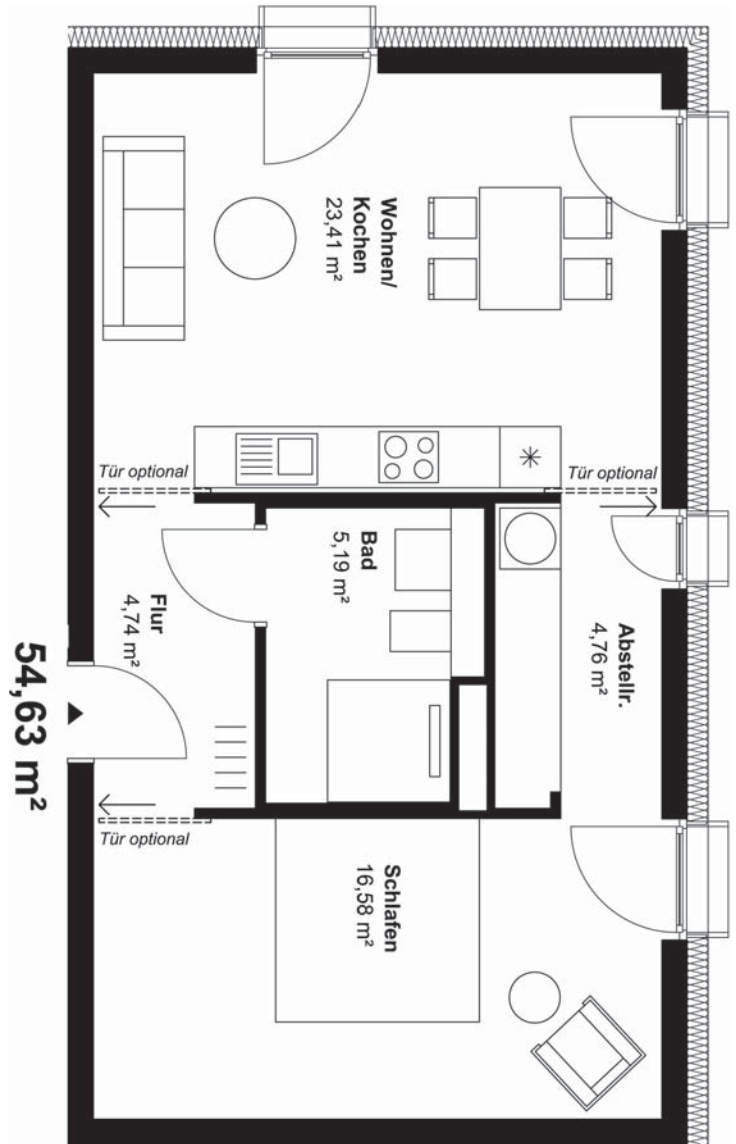 Wohnen/
Kochen
23,41 m²
Tür optional
Tür optional
Bad
5,19 m²
Flur
4,74 m²
Abstellr.
4,76 m²
54,63 m²
Tür optional
Schlafen
16,58 m²